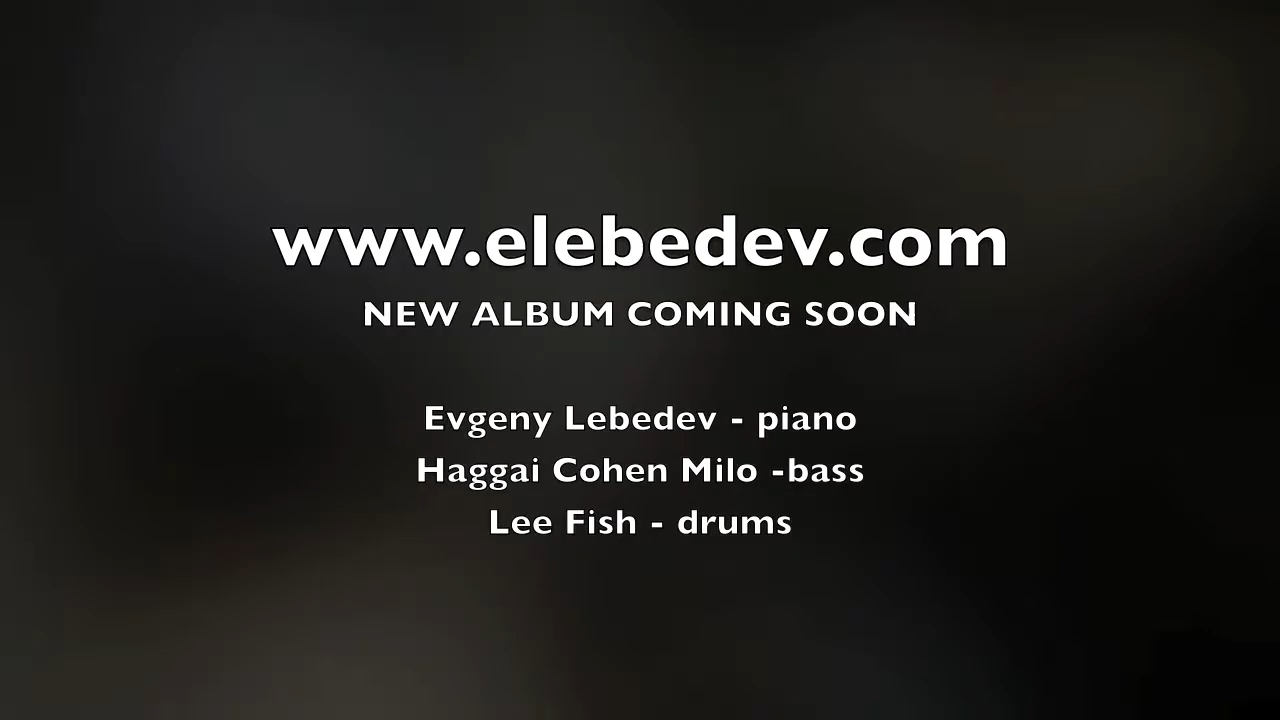 www.elebedev.com
NEW ALBUM COMING SOON
Evgeny Lebedev - piano
Haggai Cohen Milo -bass
Lee Fish - drums